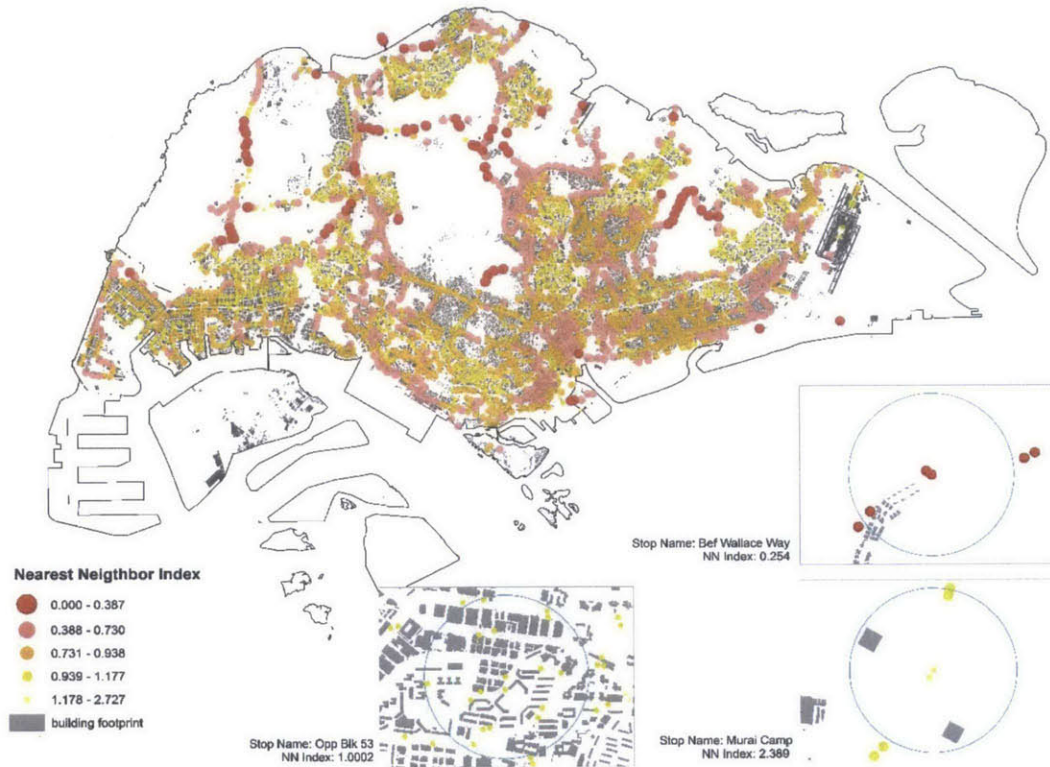 Stop Name: Bef Wallace Way
NN Index: 0.254
Nearest Neigthbor Index
0.000 - 0.387
0.388 - 0.730
0.731 - 0.938
0.939 - 1.177
1.178 - 2.727
building footprint
Stop Name: Opp Blk 53
NN Index: 1.0002
Stop Name: Murai Camp
NN Index: 2.389